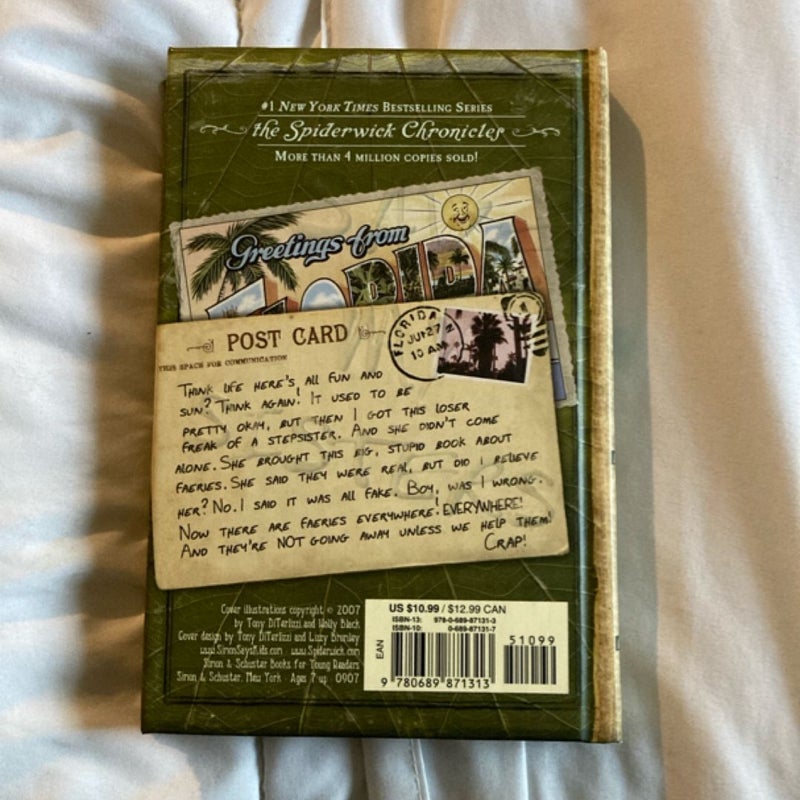 #1 NEW YORK TIMES BESTSELLING SERIES
the Spiderwick Chronicles
MORE THAN 4 MILLION COPIES SOLD!
Greetings from
FLORIDA
POST CARD
THIS SPACE FOR COMMUNICATION
FLORIDA
JUN 27
10 AM
THINK LIFE HERE'S ALL FUN AND
SUN? THINK AGAIN! IT USED TO BE
PRETTY OKAY, BUT THEN I GOT THIS LOSER
FREAK OF A STEPSISTER. AND SHE DIDN'T COME
ALONE. SHE BROUGHT THIS BIG, STUPID BOOK ABOUT
FAERIES. SHE SAID THEY WERE REAL, BUT DID I BELIEVE
HER? NO. I SAID IT WAS ALL FAKE. BOY, WAS I WRONG.
NOW THERE ARE FAERIES EVERYWHERE! EVERYWHERE!
AND THEY'RE NOT GOING AWAY UNLESS WE HELP THEM!
CRAP!
Cover illustrations copyright © 2007
by Tony DiTerlizzi and Holly Black
Cover design by Tony DiTerlizzi and Lizzy Bromley
www.SimonSaysKids.com www.Spiderwick.com
Simon & Schuster Books for Young Readers
Simon & Schuster, New York Ages 7 up 0907
US $10.99 / $12.99 CAN
ISBN-13: 978-0-689-87131-3
ISBN-10: 0-689-87131-7
51099
EAN
9 780689 871313